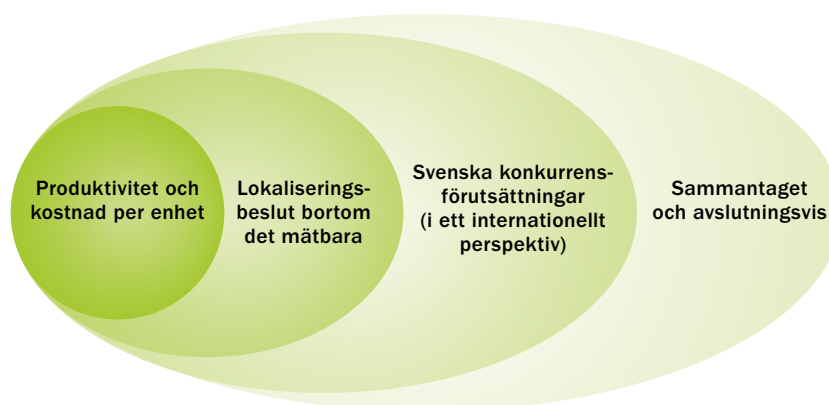 Produktivitet och
kostnad per enhet
Lokaliserings-
beslut bortom
det mätbara
Svenska konkurrens-
förutsättningar
(i ett internationellt
perspektiv)
Sammantaget
och avslutningsvis